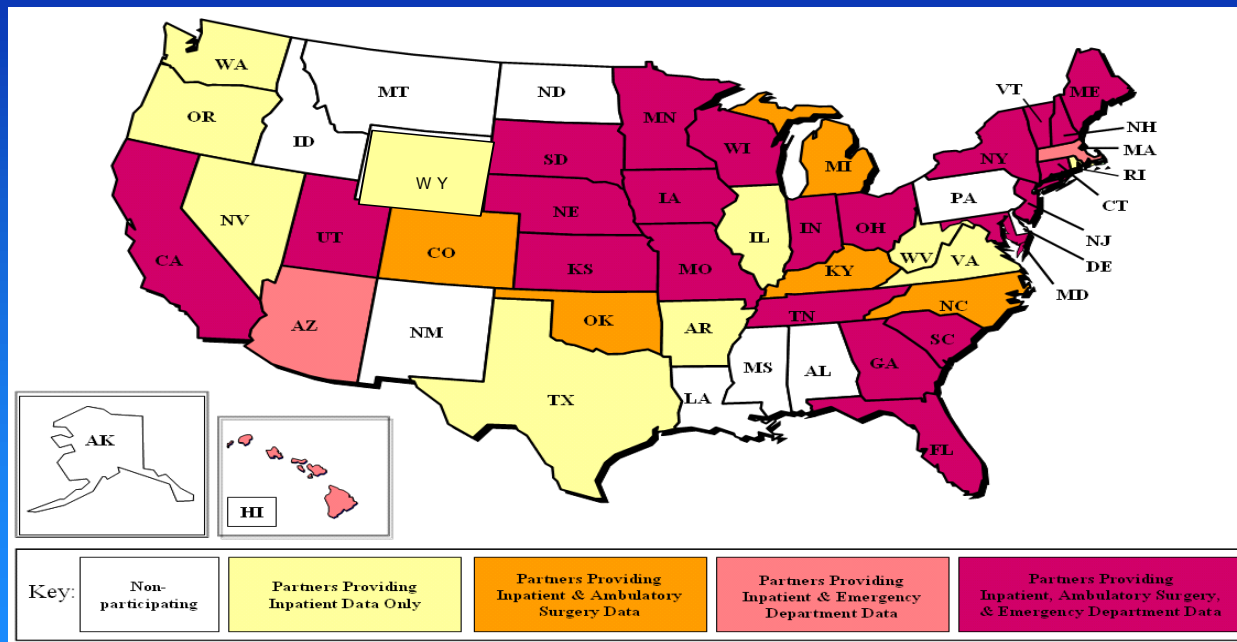 WA
MT
ND
VT
ME
OR
ID
MN
NH
SD
WI
NY
MA
MI
RI
W Y
IA
PA
CT
NV
NE
UT
IL
IN
OH
NJ
CO
WV
VA
CA
KS
MO
DE
KY
MD
AZ
NM
OK
AR
TN
NC
SC
MS
AL
GA
TX
LA
AK
FL
HI
Key:
Non-
participating
Partners Providing
Inpatient Data Only
Partners Providing
Inpatient & Ambulatory
Surgery Data
Partners Providing
Inpatient & Emergency
Department Data
Partners Providing
Inpatient, Ambulatory Surgery,
& Emergency Department Data